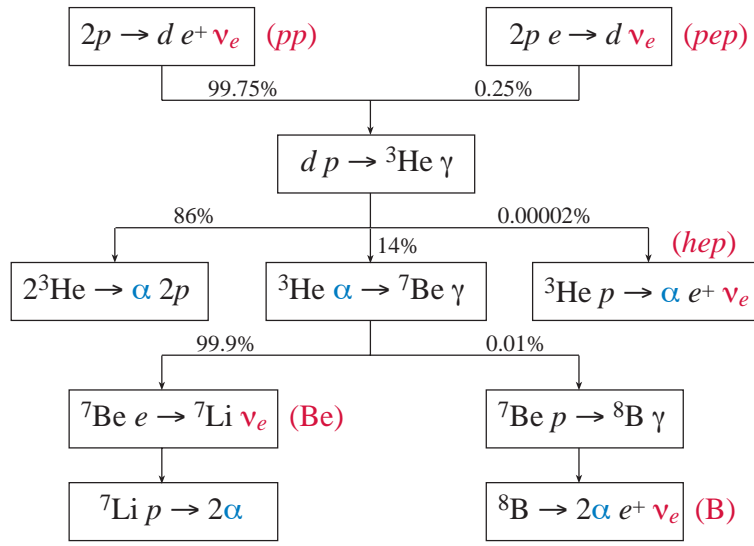 2p → d e⁺ νₑ (pp) 2p e → d νₑ (pep)
99.75% 0.25%
d p → ³He γ
86% 14% 0.00002%
(hep)
2³He → α 2p ³He α → ⁷Be γ ³He p → α e⁺ νₑ
99.9% 0.01%
⁷Be e → ⁷Li νₑ (Be) ⁷Be p → ⁸B γ
⁷Li p → 2α ⁸B → 2α e⁺ νₑ (B)